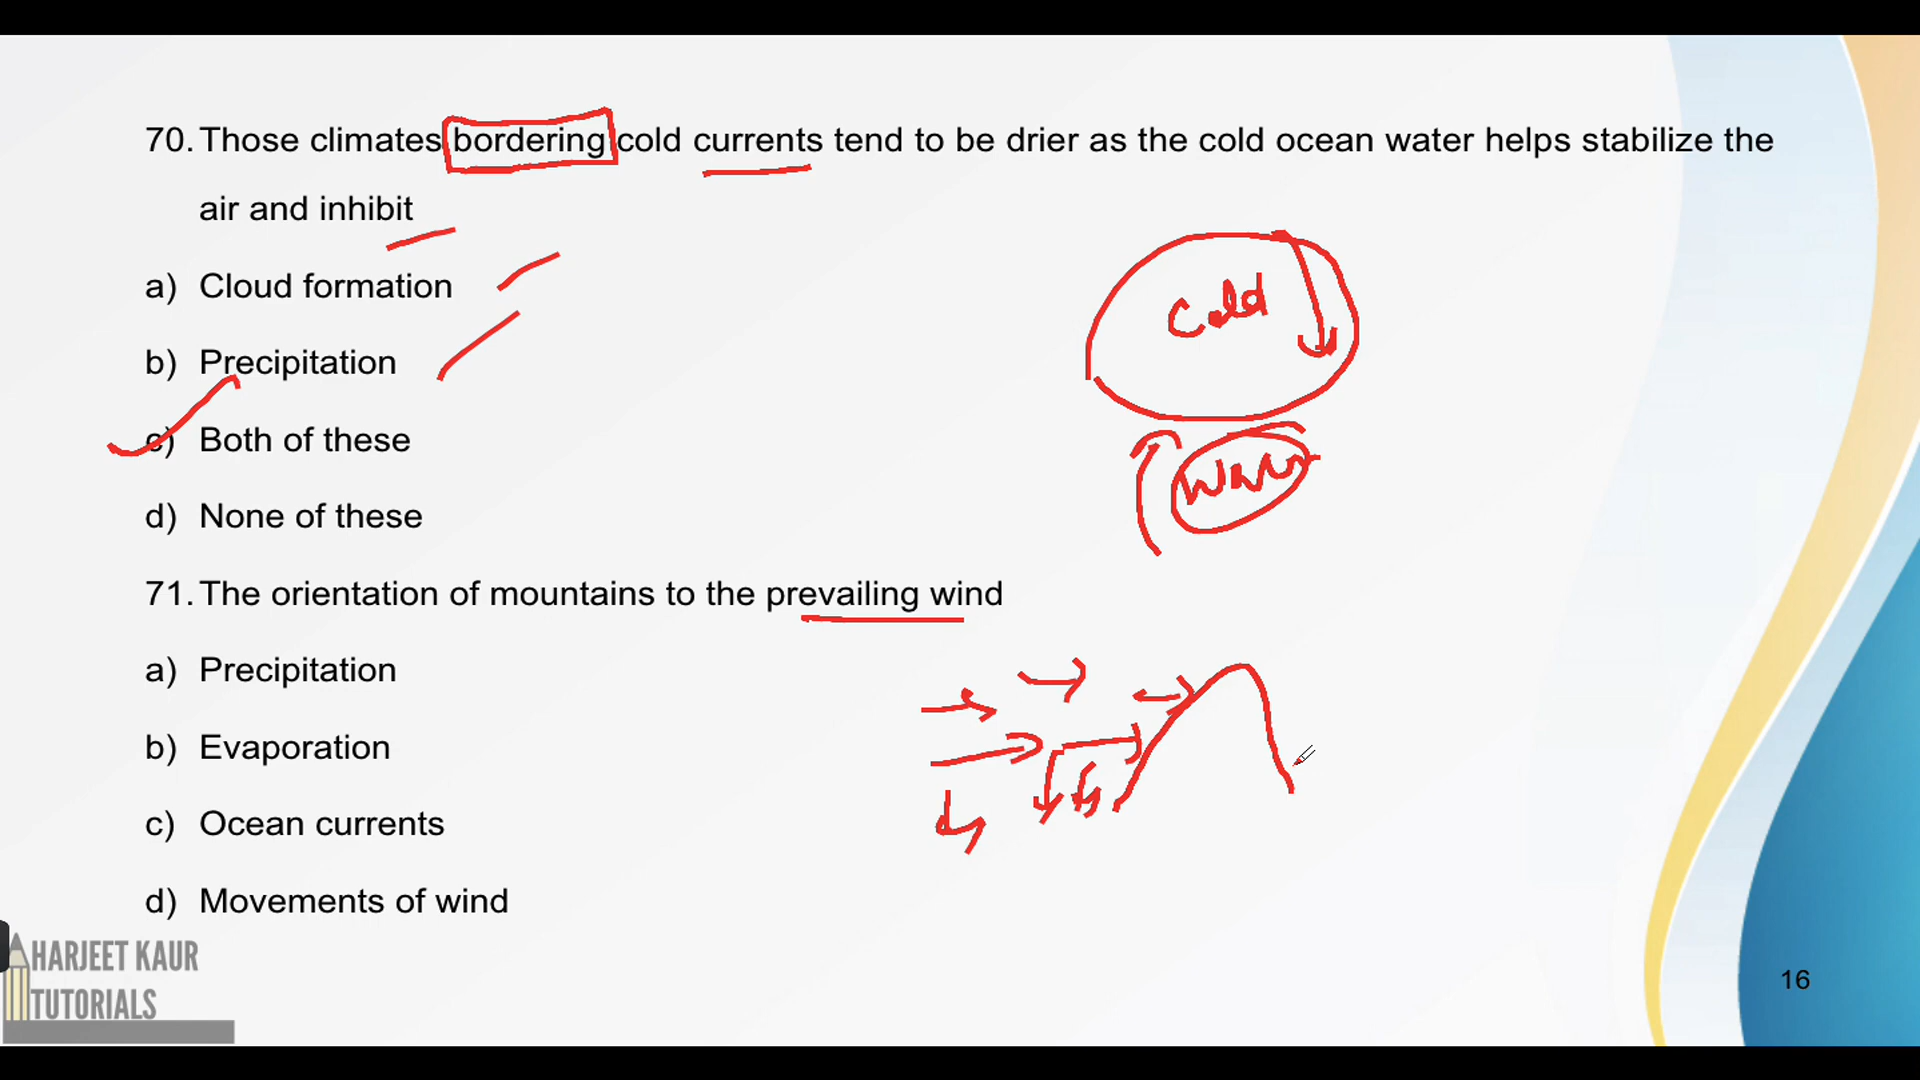 70. Those climates bordering cold currents tend to be drier as the cold ocean water helps stabilize the
air and inhibit
a) Cloud formation
b) Precipitation
c) Both of these
d) None of these
Cold
71. The orientation of mountains to the prevailing wind
a) Precipitation
b) Evaporation
c) Ocean currents
d) Movements of wind
HARJEET KAUR
TUTORIALS
16